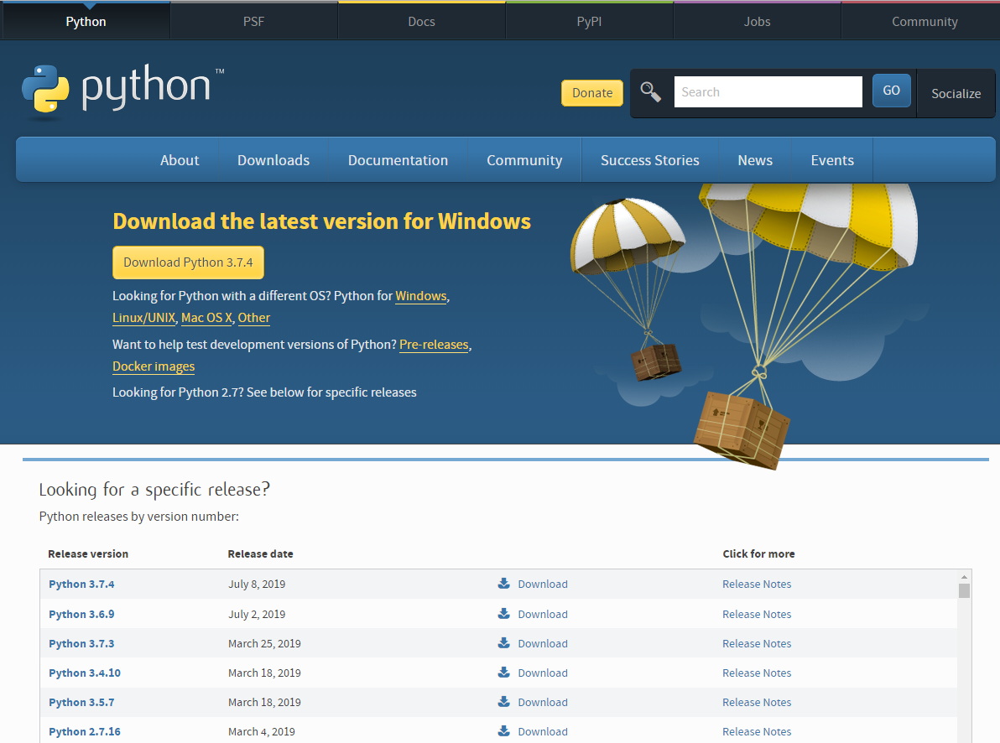 Python PSF Docs PyPI Jobs Community
python™
Donate Search GO Socialize
About Downloads Documentation Community Success Stories News Events
Download the latest version for Windows
Download Python 3.7.4
Looking for Python with a different OS? Python for Windows,
Linux/UNIX, Mac OS X, Other
Want to help test development versions of Python? Pre-releases,
Docker images
Looking for Python 2.7? See below for specific releases
Looking for a specific release?
Python releases by version number:
Release version Release date Click for more
Python 3.7.4 July 8, 2019 Download Release Notes
Python 3.6.9 July 2, 2019 Download Release Notes
Python 3.7.3 March 25, 2019 Download Release Notes
Python 3.4.10 March 18, 2019 Download Release Notes
Python 3.5.7 March 18, 2019 Download Release Notes
Python 2.7.16 March 4, 2019 Download Release Notes